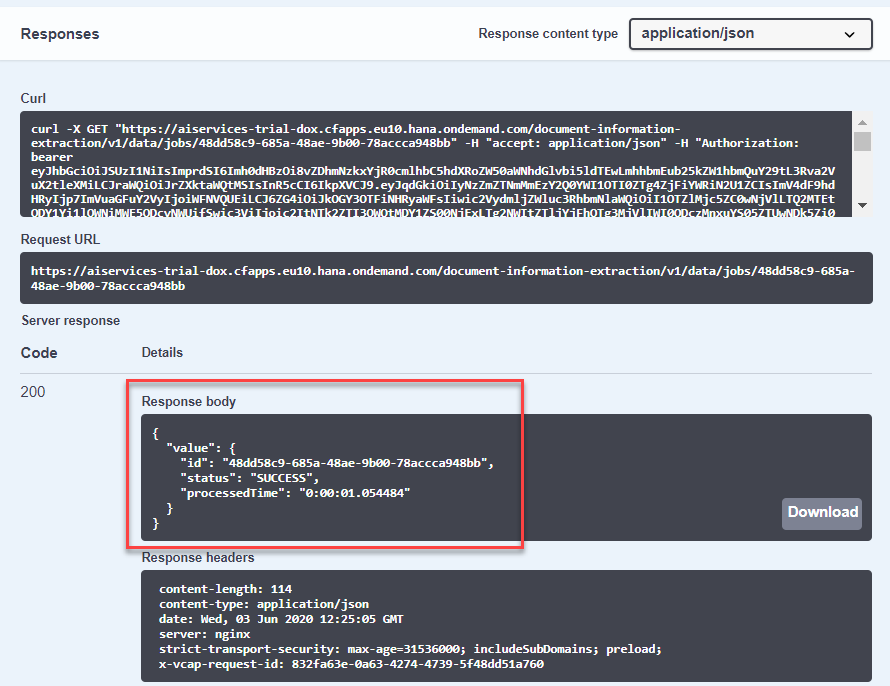 Responses
Response content type
application/json
Curl
curl -X GET "https://aiservices-trial-dox.cfapps.eu10.hana.ondemand.com/document-information-
extraction/v1/data/jobs/48dd58c9-685a-48ae-9b00-78accca948bb" -H "accept: application/json" -H "Authorization:
bearer
Request URL
https://aiservices-trial-dox.cfapps.eu10.hana.ondemand.com/document-information-extraction/v1/data/jobs/48dd58c9-685a-
48ae-9b00-78accca948bb
Server response
Code
Details
200
Response body
{
"value": {
"id": "48dd58c9-685a-48ae-9b00-78accca948bb",
"status": "SUCCESS",
"processedTime": "0:00:01.054484"
}
}
Download
Response headers
content-length: 114
content-type: application/json
date: Wed, 03 Jun 2020 12:25:05 GMT
server: nginx
strict-transport-security: max-age=31536000; includeSubDomains; preload;
x-vcap-request-id: 832fa63e-0a63-4274-4739-5f48dd51a760